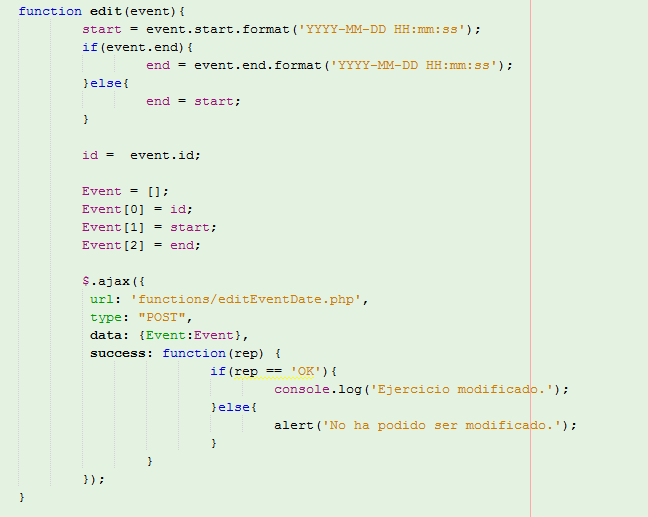 function edit(event){
start = event.start.format('YYYY-MM-DD HH:mm:ss');
if(event.end){
end = event.end.format('YYYY-MM-DD HH:mm:ss');
}else{
end = start;
}
id =  event.id;
Event = [];
Event[0] = id;
Event[1] = start;
Event[2] = end;
$.ajax({
url: 'functions/editEventDate.php',
type: "POST",
data: {Event:Event},
success: function(rep) {
if(rep == 'OK'){
console.log('Ejercicio modificado.');
}else{
alert('No ha podido ser modificado.');
}
}
});
}